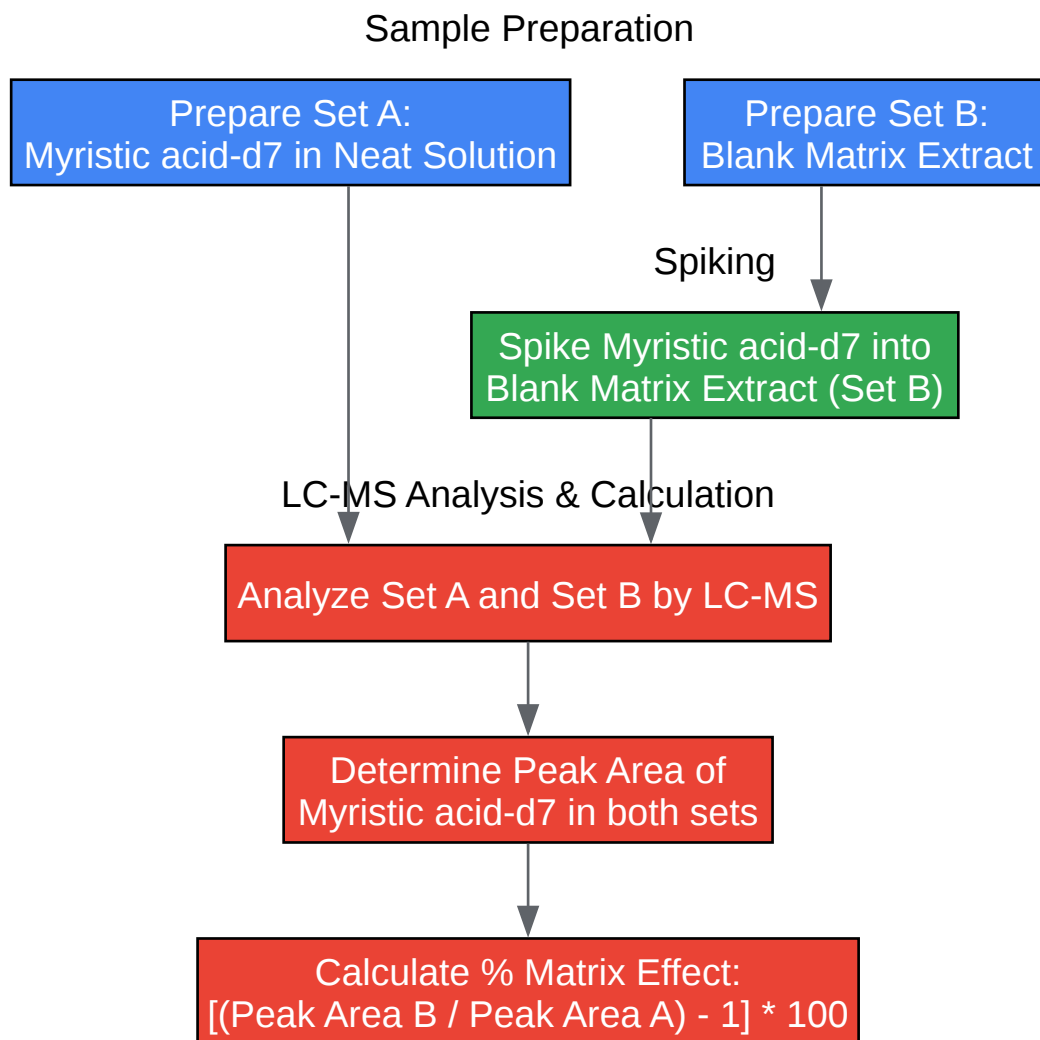 Sample Preparation
Prepare Set A:
Myristic acid-d7 in Neat Solution
Prepare Set B:
Blank Matrix Extract
Spiking
Spike Myristic acid-d7 into
Blank Matrix Extract (Set B)
LC-MS Analysis & Calculation
Analyze Set A and Set B by LC-MS
Determine Peak Area of
Myristic acid-d7 in both sets
Calculate % Matrix Effect:
[(Peak Area B / Peak Area A) - 1] * 100